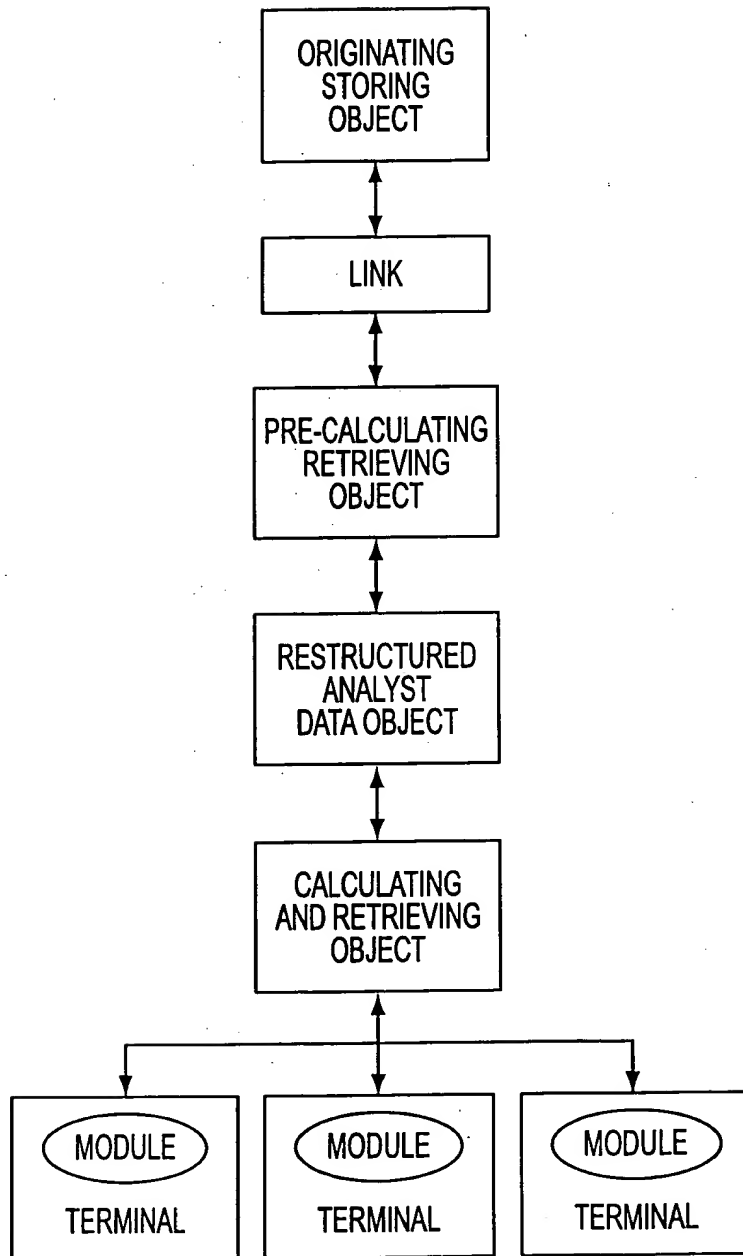 ORIGINATING
STORING
OBJECT
LINK
PRE-CALCULATING
RETRIEVING
OBJECT
RESTRUCTURED
ANALYST
DATA OBJECT
CALCULATING
AND RETRIEVING
OBJECT
MODULE
TERMINAL
MODULE
TERMINAL
MODULE
TERMINAL